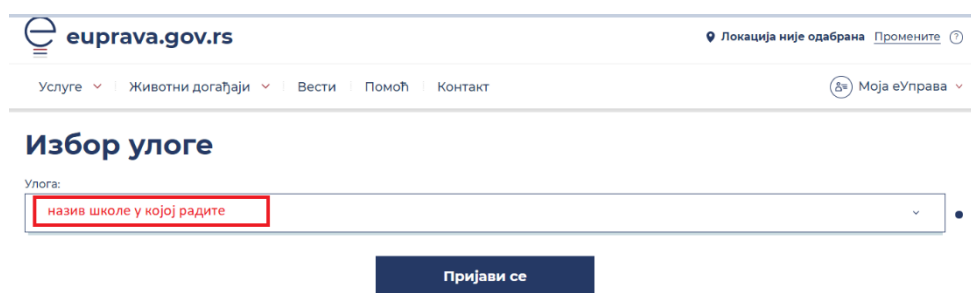 euprava.gov.rs
Локација није одабрана Промените ?
Услуге Животни догађаји Вести Помоћ Контакт Моја еУправа
Избор улоге
Улога:
назив школе у којој радите
Пријави се